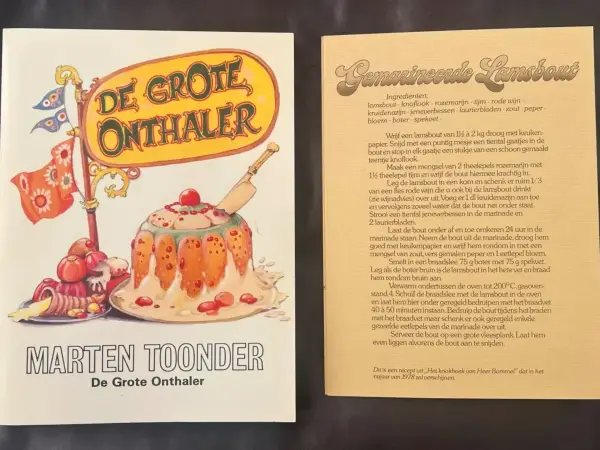 DE GROTE
ONTHALER
MARTEN TOONDER
De Grote Onthaler
Gemarineerde Lamsbout
Ingrediënten:
lamsbout · knoflook · rozemarijn · tijm · rode wijn ·
kruidenazijn · jeneverbessen · laurierbladen · zout · peper ·
bloem · boter · spekvet ·
Wrijf een lamsbout van 1½ à 2 kg droog met keuken-
papier. Snijd met een puntig mesje een tiental gaatjes in de
bout en stop in elk gaatje een stukje van een schoon gemaakt
teentje knoflook.
Maak een mengsel van 2 theelepels rozemarijn met
1½ theelepel tijm en wrijf de bout hiermee krachtig in.
Leg de lamsbout in een kom en schenk er ruim 1/3
van een fles rode wijn die u ook bij de lamsbout drinkt
(zie wijnadvies) over uit. Voeg er 1 dl kruidenazijn aan toe
en vervolgens zoveel water dat de bout net onder staat.
Strooi een tiental jeneverbessen in de marinade en
2 laurierbladen.
Laat de bout onder af en toe omkeren 24 uur in de
marinade staan. Neem de bout uit de marinade, droog hem
goed met keukenpapier en wrijf hem rondom in met een
mengsel van zout, vers gemalen peper en 1 eetlepel bloem.
Smelt in een braadslee 75 g boter met 75 g spekvet.
Leg als de boter bruin is de lamsbout in het hete vet en braad
hem rondom bruin aan.
Verwarm ondertussen de oven tot 200°C, gasoven-
stand 4. Schuif de braadslee met de lamsbout in de oven
en laat hem hier onder geregeld bedruipen met het braadvet
40 à 50 minuten instaan. Bedruip de bout tijdens het braden
met het braadvet maar schenk er ook geregeld enkele
geroerde eetlepels van de marinade over uit.
Serveer de bout op een grote vleesplank. Laat hem
even liggen alvorens de bout aan te snijden.
Dit is een recept uit „Het kookboek van Heer Bommel" dat in het
najaar van 1978 zal verschijnen.